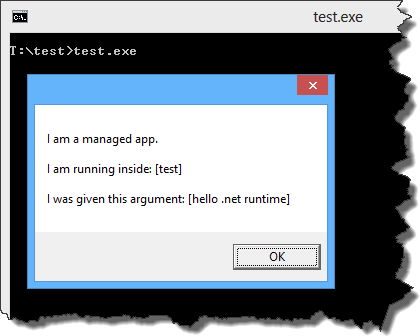 test.exe
T:\test>test.exe
I am a managed app.
I am running inside: [test]
I was given this argument: [hello .net runtime]
OK